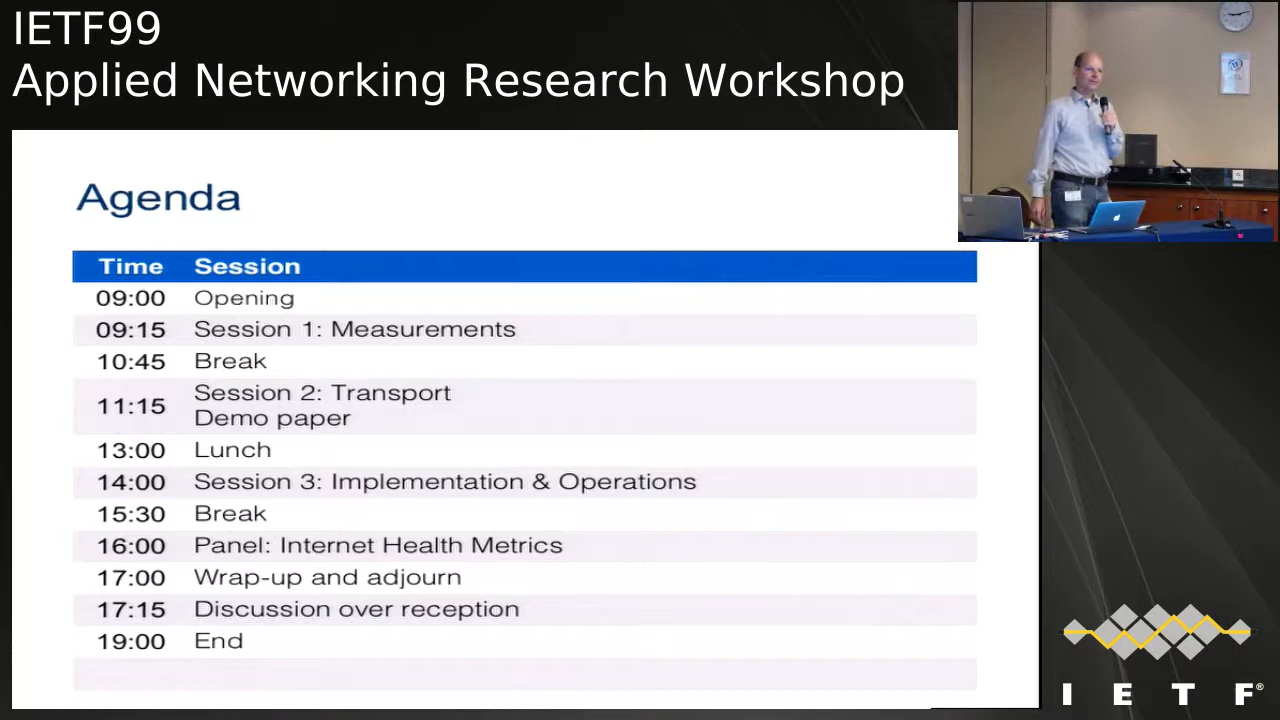 IETF99
Applied Networking Research Workshop
Agenda
Time Session
09:00 Opening
09:15 Session 1: Measurements
10:45 Break
11:15 Session 2: Transport
Demo paper
13:00 Lunch
14:00 Session 3: Implementation & Operations
15:30 Break
16:00 Panel: Internet Health Metrics
17:00 Wrap-up and adjourn
17:15 Discussion over reception
19:00 End
I E T F®